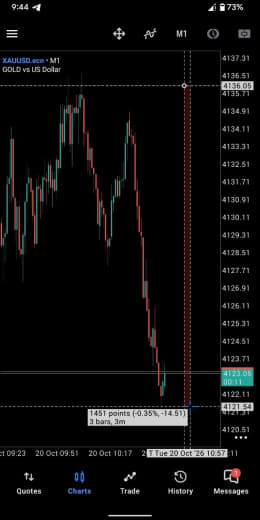 9:44
73%
M1
XAUUSD.ecn • M1
GOLD vs US Dollar
4137.31
4136.51
4136.05
4135.71
4134.91
4134.11
4133.31
4132.51
4131.71
4130.91
4130.11
4129.31
4128.51
4127.71
4126.91
4126.11
4125.31
4124.51
4123.71
4123.05
00:11
4122.11
4121.54
4120.51
1451 points (-0.35%, -14.51)
3 bars, 3m
Oct 09:23
20 Oct 09:51
20 Oct 10:17
20 Oct
T Tue 20 Oct '26 10:57
Quotes
Charts
Trade
History
Messages